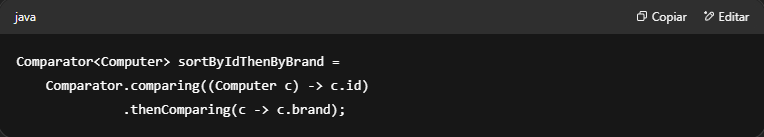 java
Copiar
Editar
Comparator<Computer> sortByIdThenByBrand =
    Comparator.comparing((Computer c) -> c.id)
              .thenComparing(c -> c.brand);